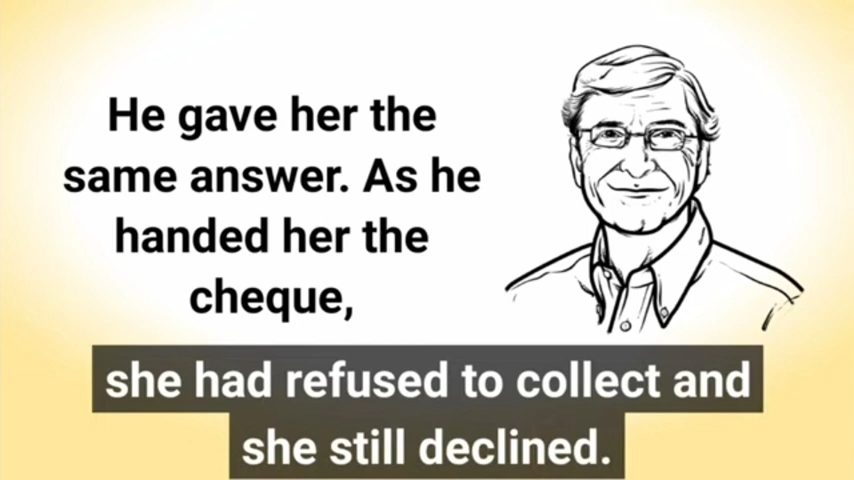 He gave her the
same answer. As he
handed her the
cheque,
she had refused to collect and
she still declined.